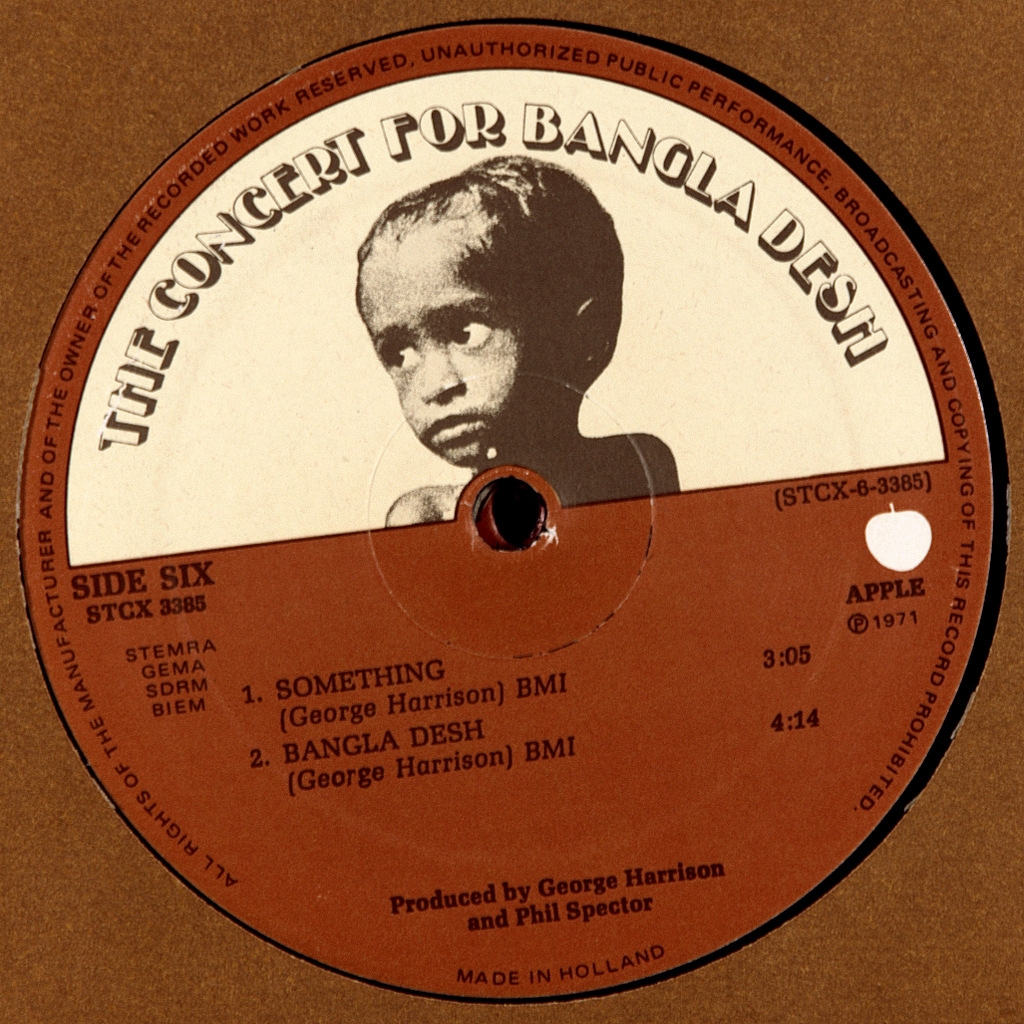 THE CONCERT FOR BANGLA DESH
(STCX-6-3385)
SIDE SIX
STCX 3385
APPLE
℗ 1971
STEMRA
GEMA
SDRM
BIEM
1. SOMETHING 3:05
(George Harrison) BMI
2. BANGLA DESH 4:14
(George Harrison) BMI
Produced by George Harrison
and Phil Spector
MADE IN HOLLAND
ALL RIGHTS OF THE MANUFACTURER AND OF THE OWNER OF THE RECORDED WORK RESERVED, UNAUTHORIZED PUBLIC PERFORMANCE, BROADCASTING AND COPYING OF THIS RECORD PROHIBITED.